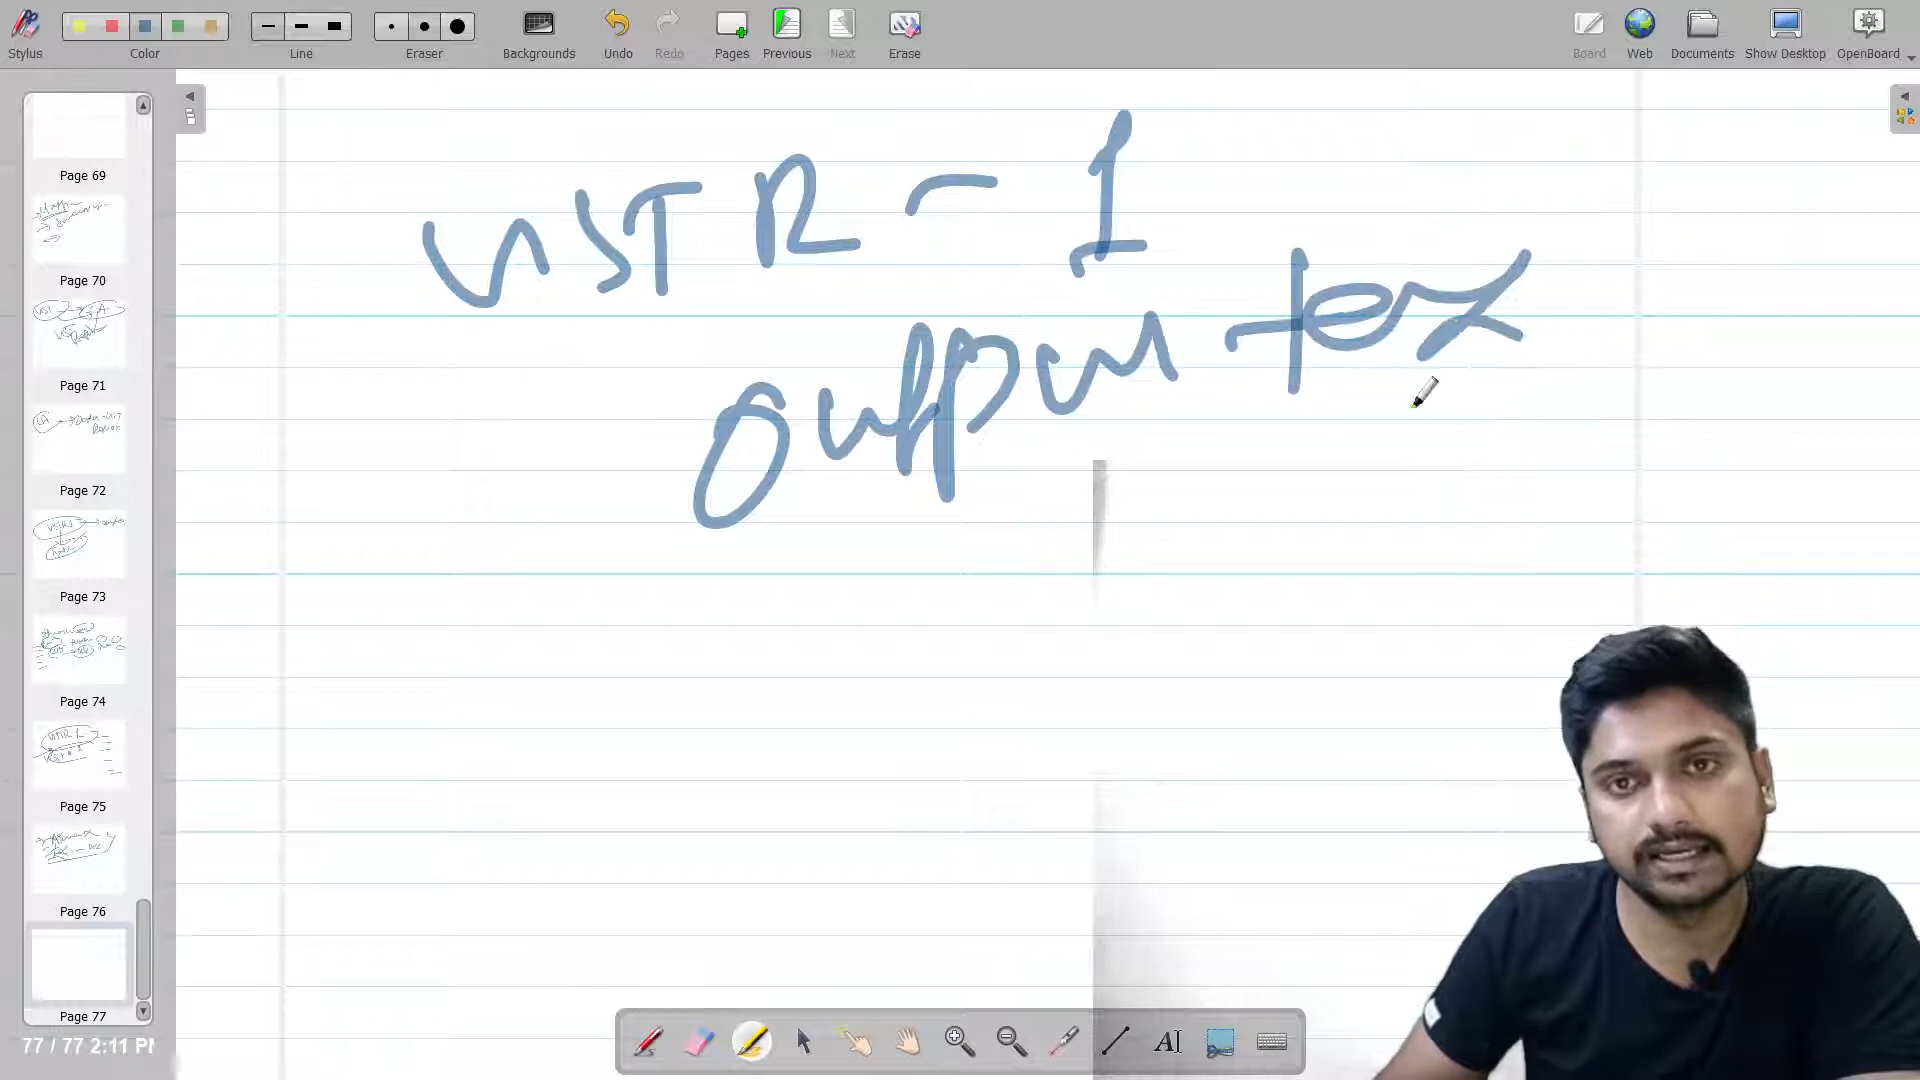 Stylus
Color
Line
Eraser
Backgrounds
Undo
Redo
Pages
Previous
Next
Erase
Board
Web
Documents
Show Desktop
OpenBoard
Page 69
Page 70
Page 71
Page 72
Page 73
Page 74
Page 75
Page 76
Page 77
77 / 77 2:11 PM
GSTR - 1
output tax